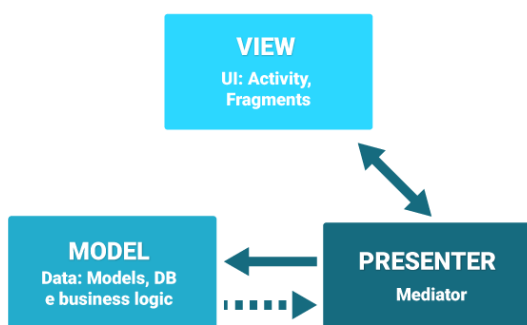 VIEW
UI: Activity,
Fragments
MODEL
Data: Models, DB
e business logic
PRESENTER
Mediator